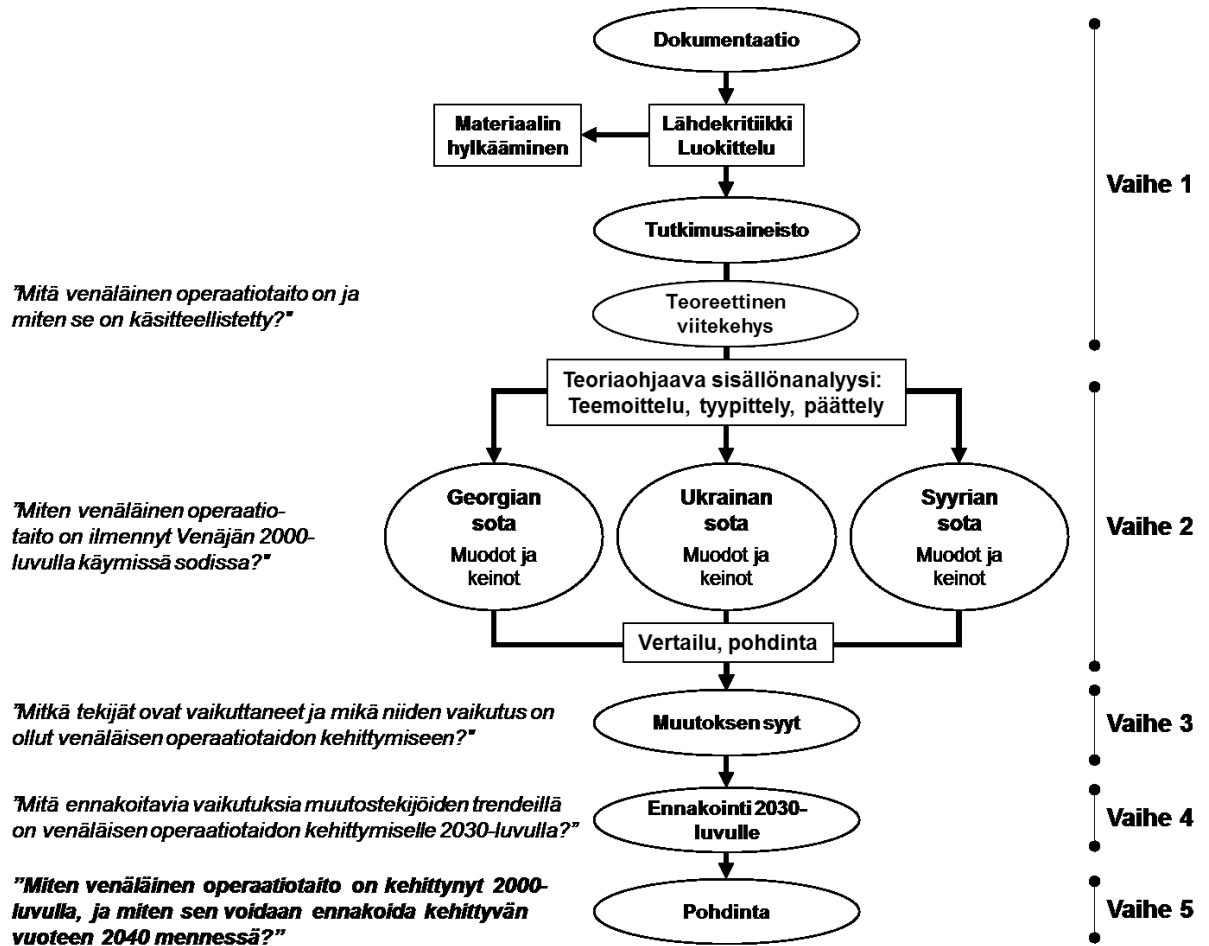 Dokumentaatio
Materiaalin
hylkääminen
Lähdekritiikki
Luokittelu
Vaihe 1
Tutkimusaineisto
"Mitä venäläinen operaatiotaito on ja
miten se on käsitteellistetty?"
Teoreettinen
viitekehys
Teoriaohjaava sisällönanalyysi:
Teemoittelu, tyypittely, päättely
"Miten venäläinen operaatio-
taito on ilmennyt Venäjän 2000-
luvulla käymissä sodissa?"
Georgian
sota
Muodot ja
keinot
Ukrainan
sota
Muodot ja
keinot
Syyrian
sota
Muodot ja
keinot
Vaihe 2
Vertailu, pohdinta
"Mitkä tekijät ovat vaikuttaneet ja mikä niiden vaikutus on
ollut venäläisen operaatiotaidon kehittymiseen?"
Muutoksen syyt
Vaihe 3
"Mitä ennakoitavia vaikutuksia muutostekijöiden trendeillä
on venäläisen operaatiotaidon kehittymiselle 2030-luvulla?”
Ennakointi 2030-
luvulle
Vaihe 4
”Miten venäläinen operaatiotaito on kehittynyt 2000-
luvulla, ja miten sen voidaan ennakoida kehittyvän
vuoteen 2040 mennessä?”
Pohdinta
Vaihe 5